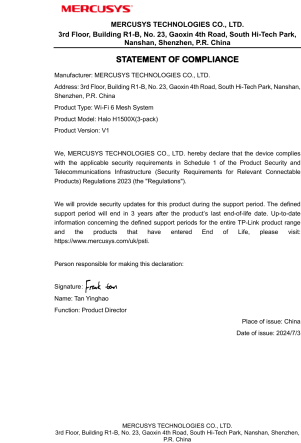 MERCUSYS
MERCUSYS TECHNOLOGIES CO., LTD.
3rd Floor, Building R1-B, No. 23, Gaoxin 4th Road, South Hi-Tech Park,
Nanshan, Shenzhen, P.R. China
STATEMENT OF COMPLIANCE
Manufacturer: MERCUSYS TECHNOLOGIES CO., LTD.
Address: 3rd Floor, Building R1-B, No. 23, Gaoxin 4th Road, South Hi-Tech Park, Nanshan,
Shenzhen, P.R. China
Product Type: Wi-Fi 6 Mesh System
Product Model: Halo H1500X(3-pack)
Product Version: V1
We, MERCUSYS TECHNOLOGIES CO., LTD. hereby declare that the device complies
with the applicable security requirements in Schedule 1 of the Product Security and
Telecommunications Infrastructure (Security Requirements for Relevant Connectable
Products) Regulations 2023 (the "Regulations").
We will provide security updates for this product during the support period. The defined
support period will end in 3 years after the product's last end-of-life date. Up-to-date
information concerning the defined support periods for the entire TP-Link product range
and the products that have entered End of Life, please visit:
https://www.mercusys.com/uk/psti.
Person responsible for making this declaration:
Signature: Frank tan
Name: Tan Yinghao
Function: Product Director
Place of issue: China
Date of issue: 2024/7/3
MERCUSYS TECHNOLOGIES CO., LTD.
3rd Floor, Building R1-B, No. 23, Gaoxin 4th Road, South Hi-Tech Park, Nanshan, Shenzhen,
P.R. China